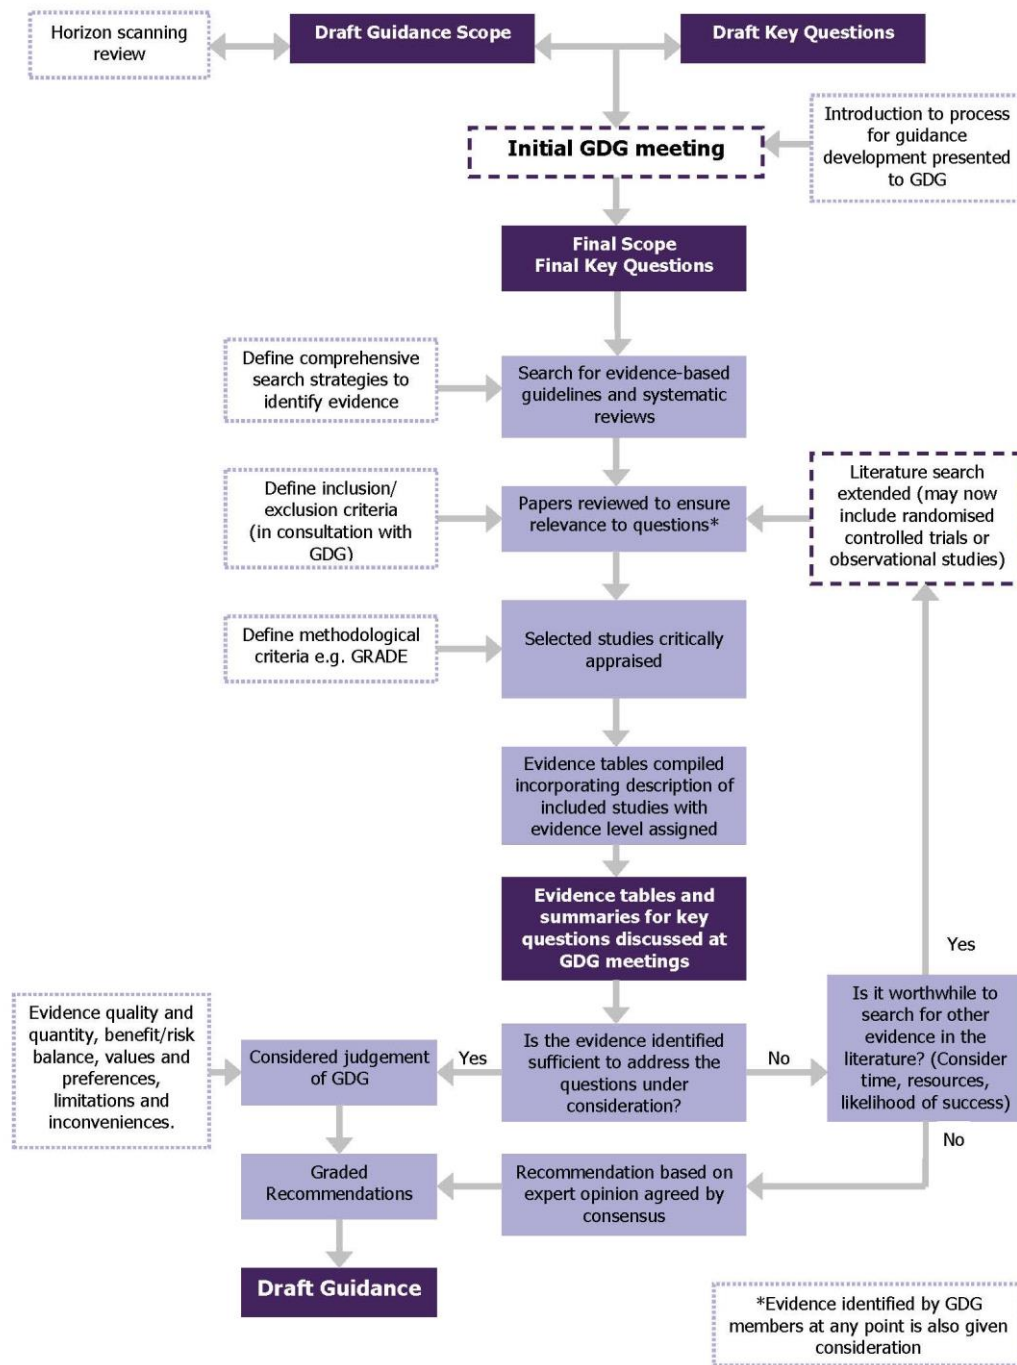 Horizon scanning
review
Draft Guidance Scope
Draft Key Questions
Introduction to process
for guidance
development presented
to GDG
Initial GDG meeting
Final Scope
Final Key Questions
Define comprehensive
search strategies to
identify evidence
Search for evidence-based
guidelines and systematic
reviews
Define inclusion/
exclusion criteria
(in consultation with
GDG)
Papers reviewed to ensure
relevance to questions*
Literature search
extended (may now
include randomised
controlled trials or
observational studies)
Define methodological
criteria e.g. GRADE
Selected studies critically
appraised
Evidence tables compiled
incorporating description of
included studies with
evidence level assigned
Evidence tables and
summaries for key
questions discussed at
GDG meetings
Yes
Evidence quality and
quantity, benefit/risk
balance, values and
preferences,
limitations and
inconveniences.
Considered judgement
of GDG
Yes
Is the evidence identified
sufficient to address the
questions under
consideration?
No
Is it worthwhile to
search for other
evidence in the
literature? (Consider
time, resources,
likelihood of success)
No
Graded
Recommendations
Recommendation based on
expert opinion agreed by
consensus
Draft Guidance
*Evidence identified by GDG
members at any point is also given
consideration